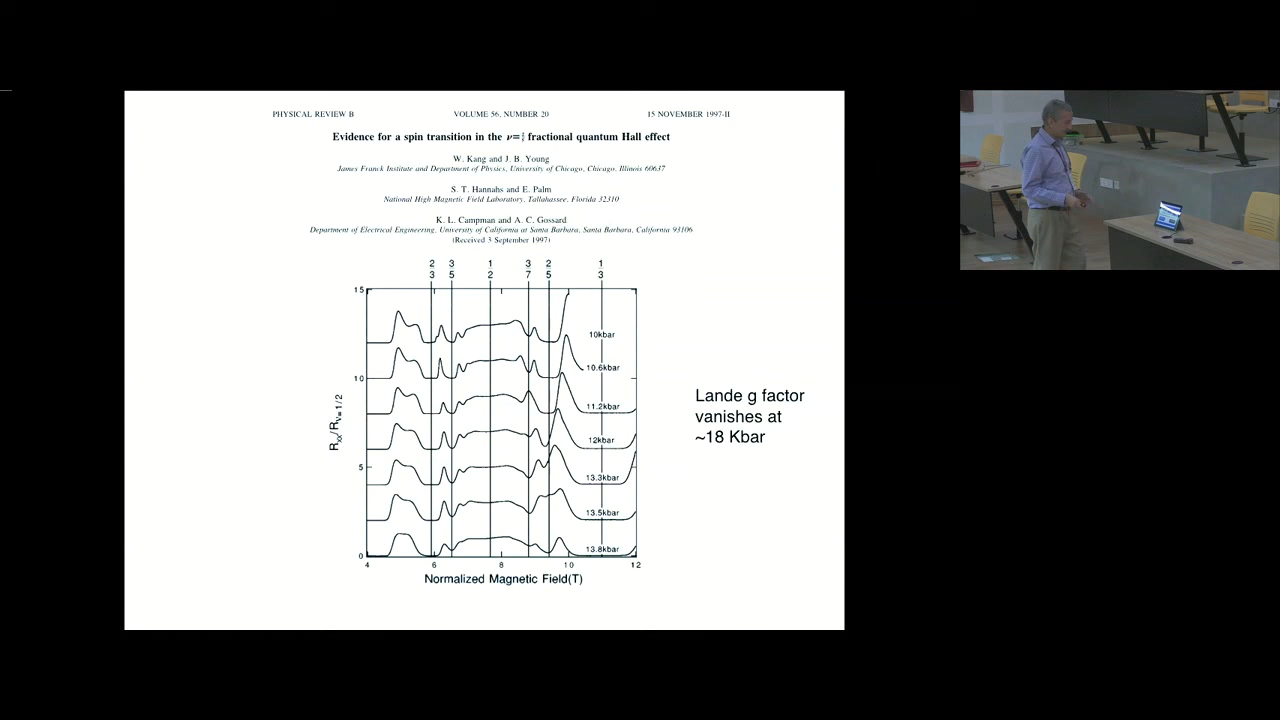 PHYSICAL REVIEW B VOLUME 56, NUMBER 20 15 NOVEMBER 1997-II
Evidence for a spin transition in the ν= fractional quantum Hall effect
W. Kang and J. B. Young
James Franck Institute and Department of Physics, University of Chicago, Chicago, Illinois 60637
S. T. Hannahs and E. Palm
National High Magnetic Field Laboratory, Tallahassee, Florida 32310
K. L. Campman and A. C. Gossard
Department of Electrical Engineering, University of California at Santa Barbara, Santa Barbara, California 93106
(Received 3 September 1997)
2 3 1 3 2 1
3 5 2 7 5 3
15
10kbar
10.6kbar
10
11.2kbar
12kbar
5
13.3kbar
13.5kbar
13.8kbar
0
Rxx/Rν=1/2
4 6 8 10 12
Normalized Magnetic Field(T)
Lande g factor
vanishes at
~18 Kbar